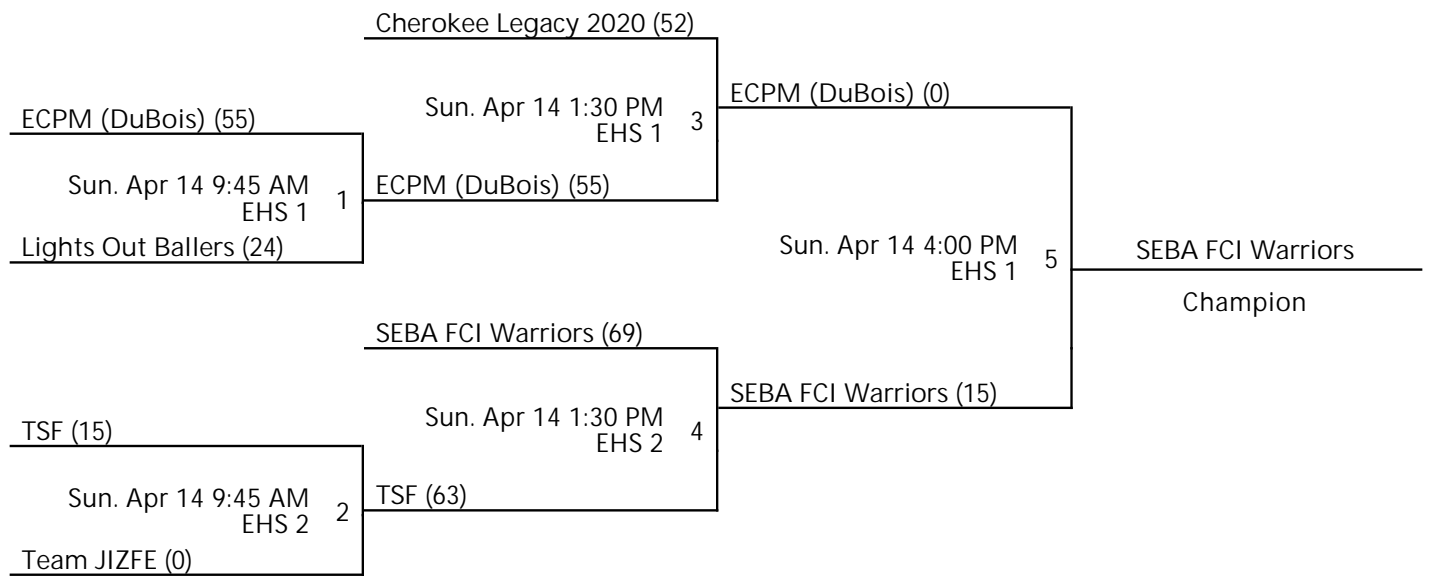 Cherokee Legacy 2020 (52)
ECPM (DuBois) (0)
Sun. Apr 14 1:30 PM
EHS 1
3
ECPM (DuBois) (55)
Sun. Apr 14 9:45 AM
EHS 1
1
ECPM (DuBois) (55)
Lights Out Ballers (24)
Sun. Apr 14 4:00 PM
EHS 1
5
SEBA FCI Warriors
Champion
SEBA FCI Warriors (69)
SEBA FCI Warriors (15)
Sun. Apr 14 1:30 PM
EHS 2
4
TSF (15)
Sun. Apr 14 9:45 AM
EHS 2
2
TSF (63)
Team JIZFE (0)